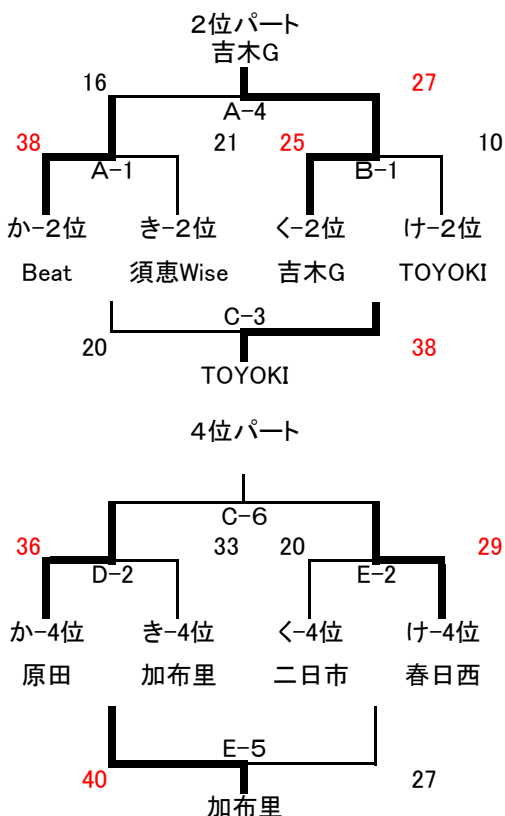 2位パート
吉木G
16 27
A-4
38 21 25 10
A-1 B-1
か-2位 き-2位 く-2位 け-2位
Beat 須恵Wise 吉木G TOYOKI
C-3
20 38
TOYOKI
4位パート
C-6
36 33 20 29
D-2 E-2
か-4位 き-4位 く-4位 け-4位
原田 加布里 二日市 春日西
E-5
40 27
加布里